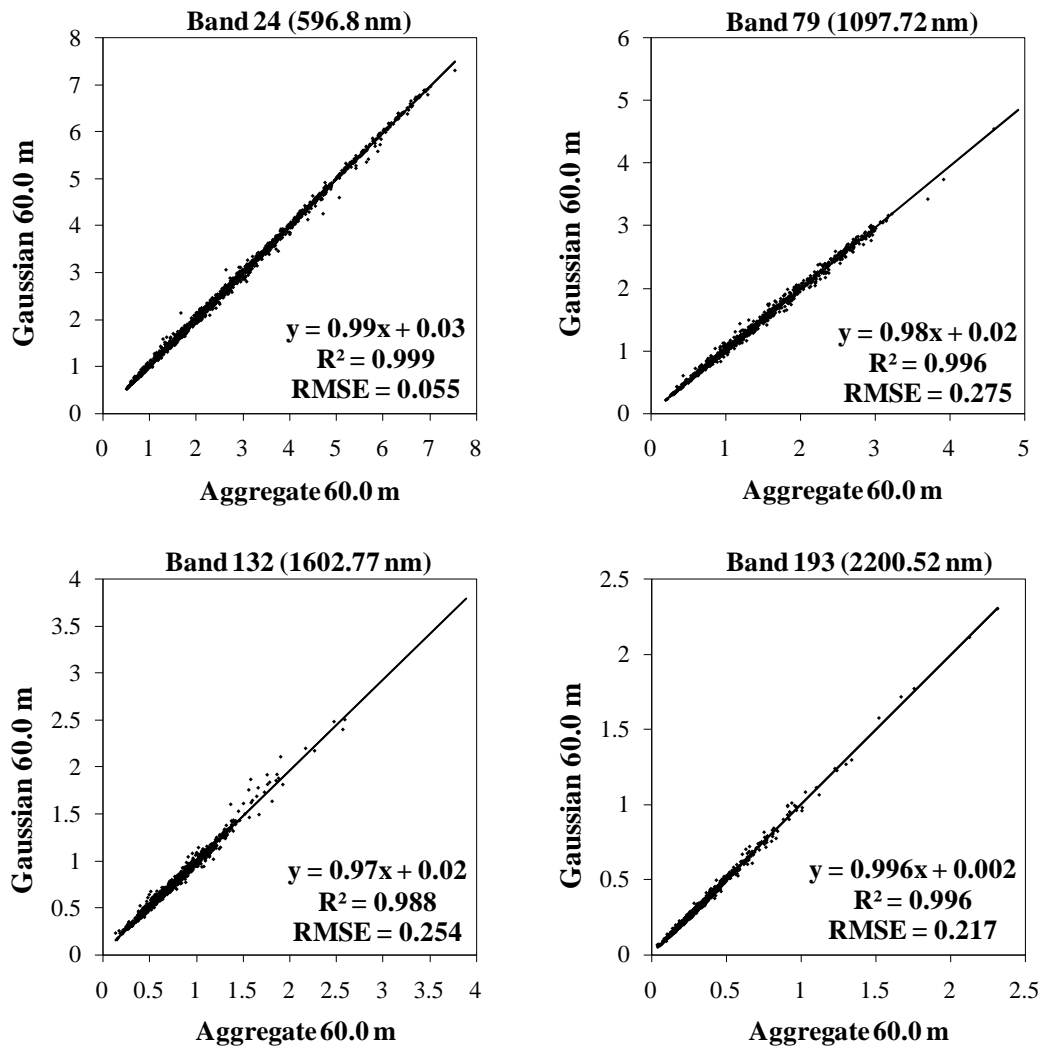 Band 24 (596.8 nm)
8
7
6
5
4
3
2
1
0
Gaussian 60.0 m
y = 0.99x + 0.03
R² = 0.999
RMSE = 0.055
0 1 2 3 4 5 6 7 8
Aggregate 60.0 m
Band 79 (1097.72 nm)
6
5
4
3
2
1
0
Gaussian 60.0 m
y = 0.98x + 0.02
R² = 0.996
RMSE = 0.275
0 1 2 3 4 5
Aggregate 60.0 m
Band 132 (1602.77 nm)
4
3.5
3
2.5
2
1.5
1
0.5
0
Gaussian 60.0 m
y = 0.97x + 0.02
R² = 0.988
RMSE = 0.254
0 0.5 1 1.5 2 2.5 3 3.5 4
Aggregate 60.0 m
Band 193 (2200.52 nm)
2.5
2
1.5
1
0.5
0
Gaussian 60.0 m
y = 0.996x + 0.002
R² = 0.996
RMSE = 0.217
0 0.5 1 1.5 2 2.5
Aggregate 60.0 m